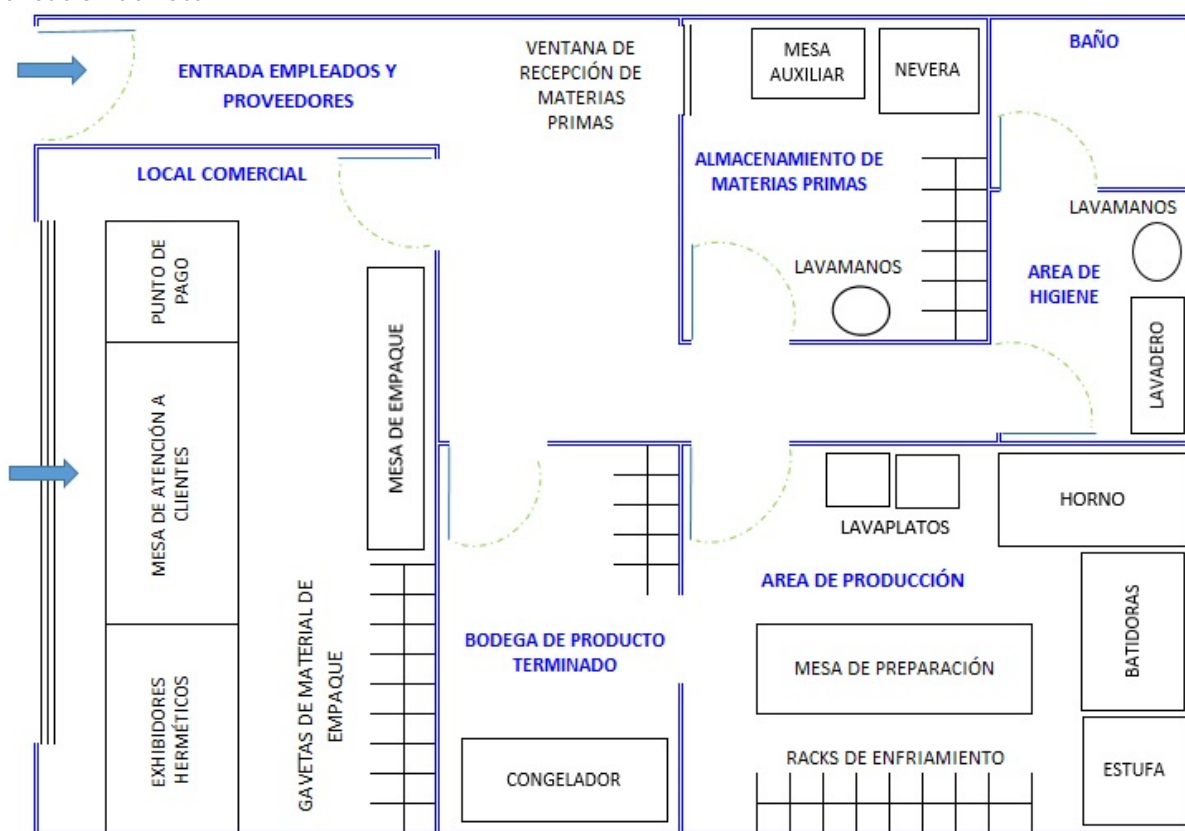 ENTRADA EMPLEADOS Y
PROVEEDORES
VENTANA DE
RECEPCIÓN DE
MATERIAS
PRIMAS
MESA
AUXILIAR
NEVERA
BAÑO
LOCAL COMERCIAL
ALMACENAMIENTO DE
MATERIAS PRIMAS
LAVAMANOS
PUNTO DE
PAGO
LAVAMANOS
AREA DE
HIGIENE
LAVADERO
MESA DE ATENCIÓN A
CLIENTES
MESA DE EMPAQUE
HORNO
LAVAPLATOS
AREA DE PRODUCCIÓN
BATIDORAS
BODEGA DE PRODUCTO
TERMINADO
MESA DE PREPARACIÓN
EXHIBIDORES
HERMÉTICOS
GAVETAS DE MATERIAL DE
EMPAQUE
CONGELADOR
RACKS DE ENFRIAMIENTO
ESTUFA